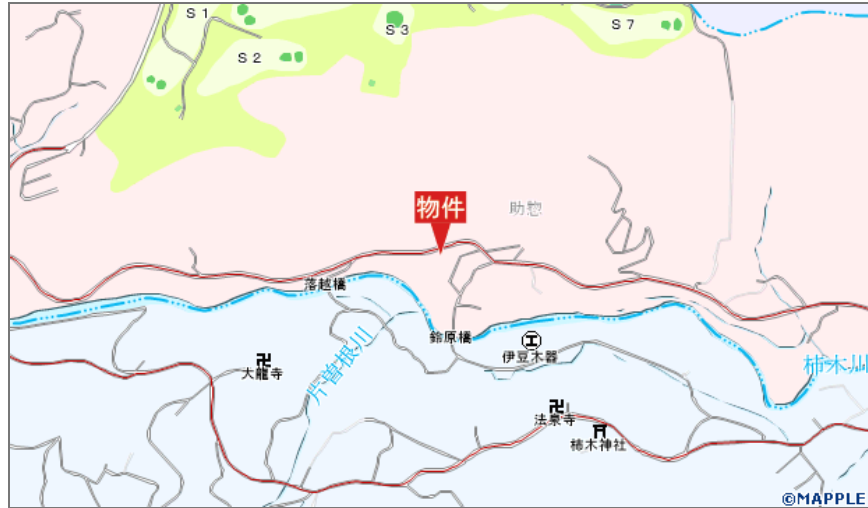 S 1
S 2
S 3
S 7
物件
助惣
落越橋
鈴原橋
伊豆木器
大龍寺
片曽根川
柿木川
法泉寺
柿木神社
©MAPPLE